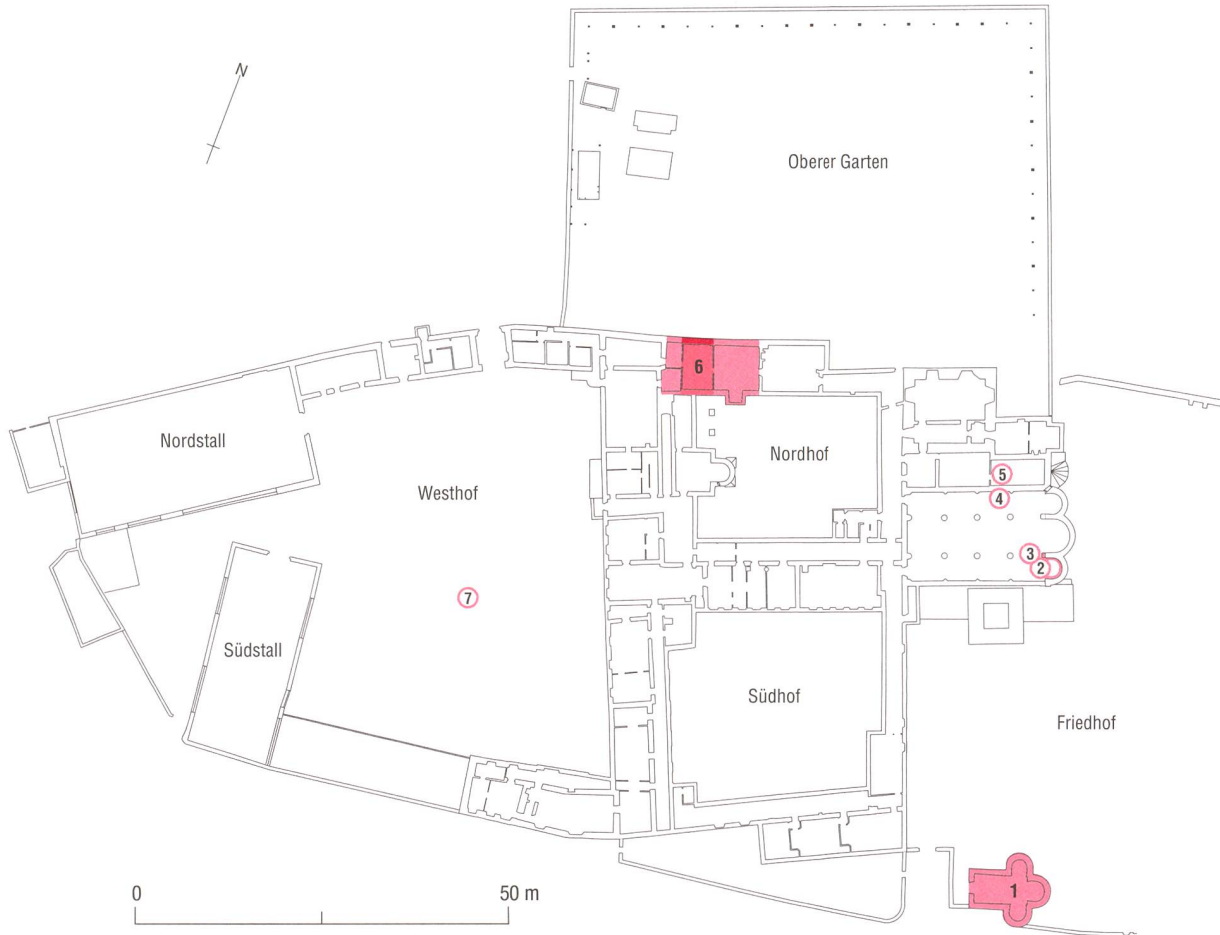 N
Oberer Garten
6
Nordstall
Westhof
Nordhof
5
4
3
2
7
Südstall
Südhof
Friedhof
1
0
50 m